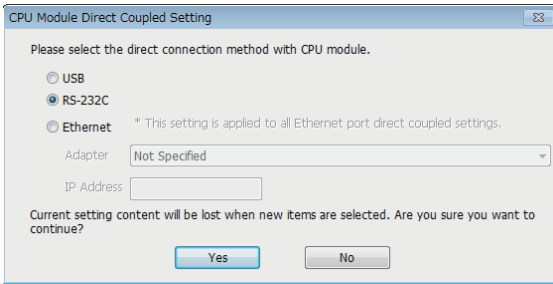 CPU Module Direct Coupled Setting
Please select the direct connection method with CPU module.
USB
RS-232C
Ethernet * This setting is applied to all Ethernet port direct coupled settings.
Adapter Not Specified
IP Address
Current setting content will be lost when new items are selected. Are you sure you want to
continue?
Yes No